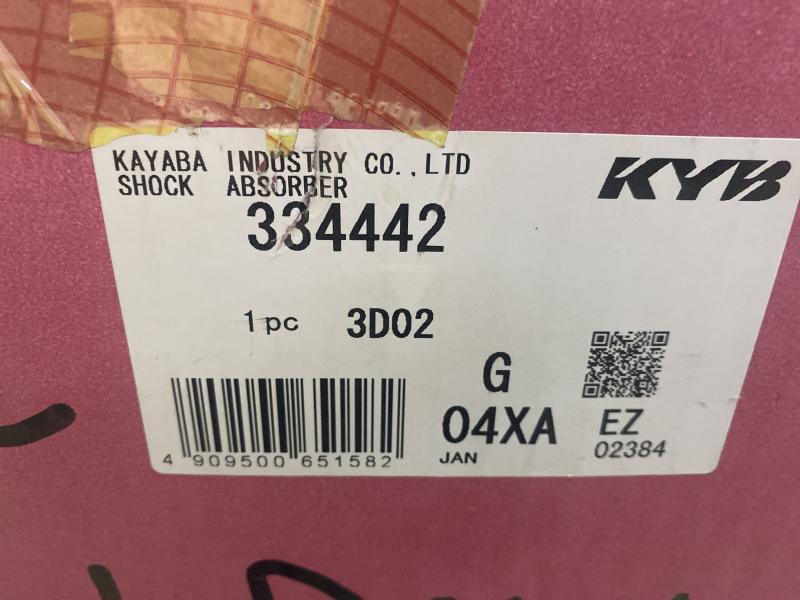 KAYABA INDUSTRY CO.,LTD
KYB
SHOCK ABSORBER
334442
1pc 3D02
G
04XA EZ
JAN 02384
4 909500 651582